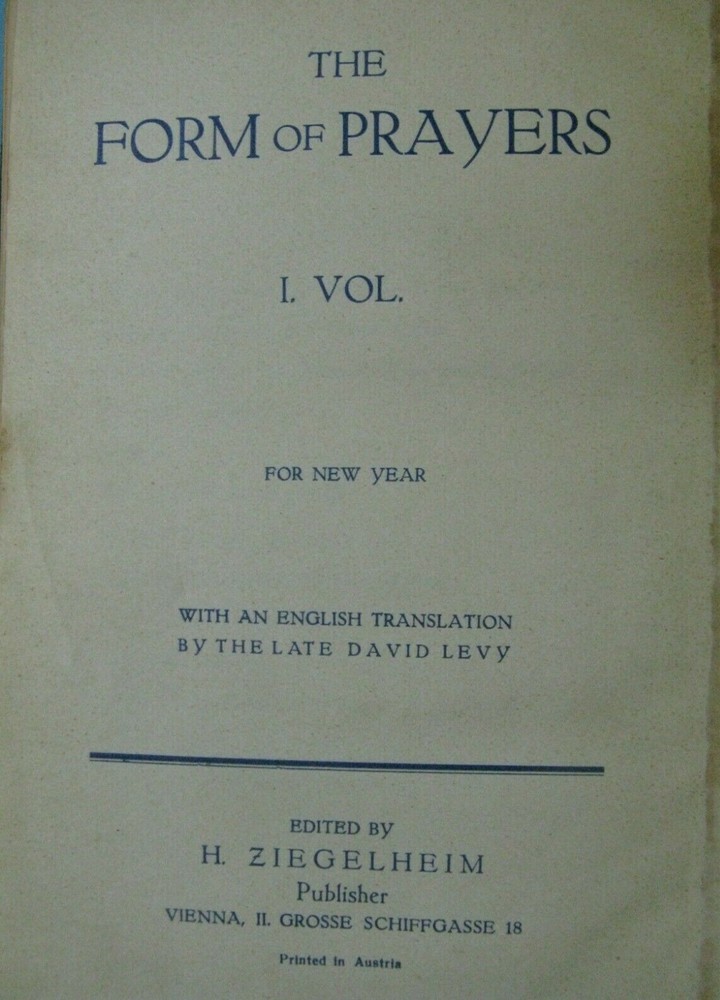 THE
FORM OF PRAYERS
I. VOL.
FOR NEW YEAR
WITH AN ENGLISH TRANSLATION
BY THE LATE DAVID LEVY
EDITED BY
H. ZIEGELHEIM
Publisher
VIENNA, II. GROSSE SCHIFFGASSE 18
Printed in Austria